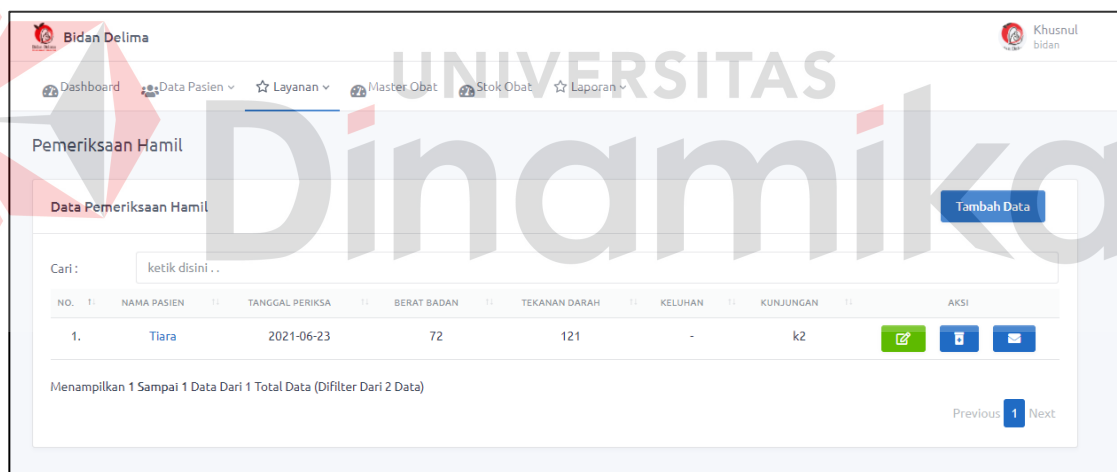 Bidan Delima
Khusnul
bidan
UNIVERSITAS
Dinamika
Dashboard Data Pasien Layanan Master Obat Stok Obat Laporan
Pemeriksaan Hamil
Data Pemeriksaan Hamil
Tambah Data
Cari : ketik disini . .
NO. NAMA PASIEN TANGGAL PERIKSA BERAT BADAN TEKANAN DARAH KELUHAN KUNJUNGAN AKSI
1. Tiara 2021-06-23 72 121 - k2
Menampilkan 1 Sampai 1 Data Dari 1 Total Data (Difilter Dari 2 Data)
Previous 1 Next